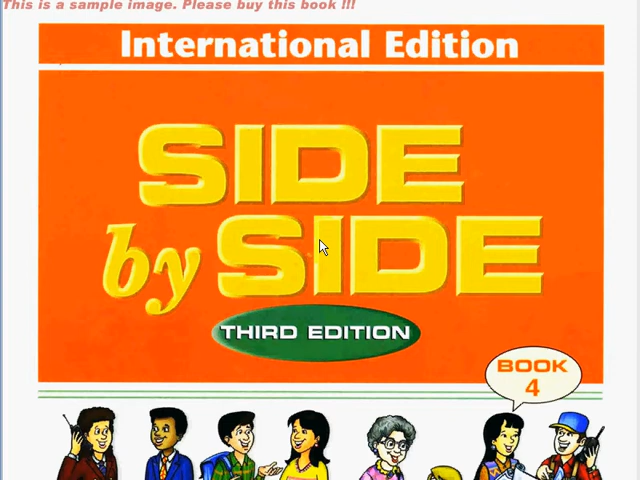 This is a sample image. Please buy this book !!!
International Edition
SIDE
by SIDE
THIRD EDITION
BOOK
4